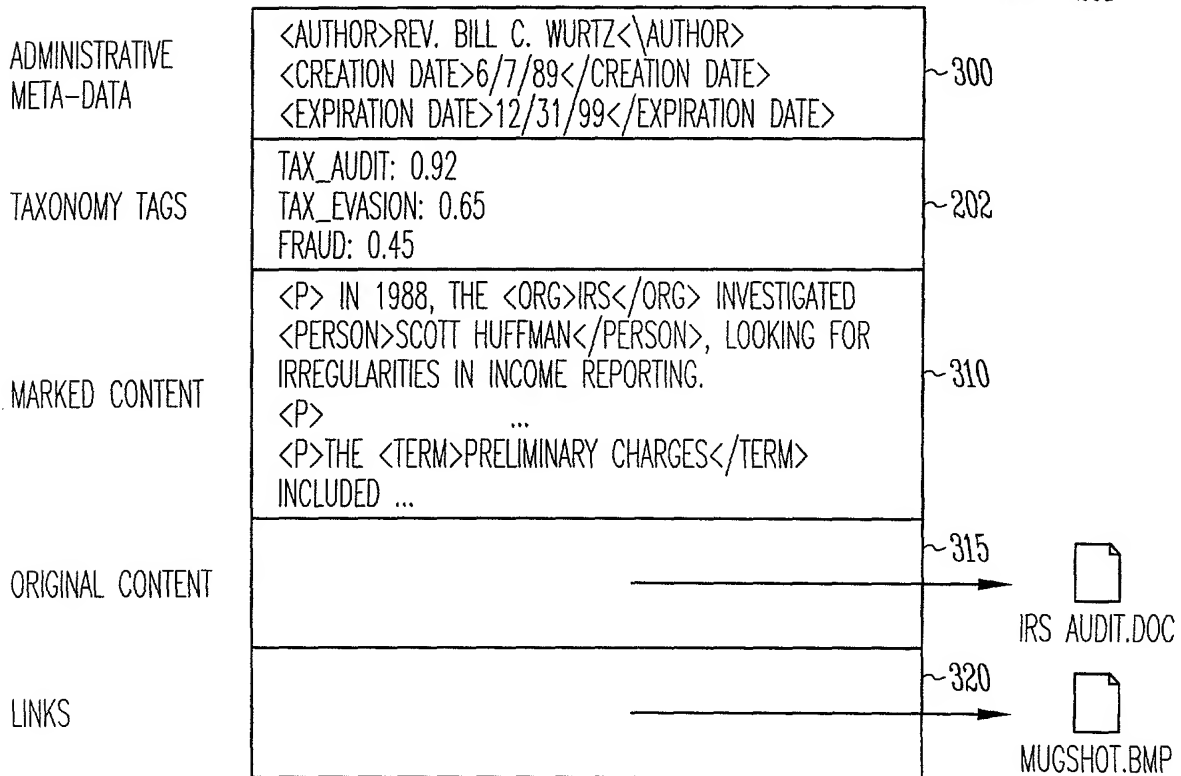 ADMINISTRATIVE
META-DATA
<AUTHOR>REV. BILL C. WURTZ<\AUTHOR>
<CREATION DATE>6/7/89</CREATION DATE>
<EXPIRATION DATE>12/31/99</EXPIRATION DATE>
300
TAXONOMY TAGS
TAX_AUDIT: 0.92
TAX_EVASION: 0.65
FRAUD: 0.45
202
MARKED CONTENT
<P> IN 1988, THE <ORG>IRS</ORG> INVESTIGATED
<PERSON>SCOTT HUFFMAN</PERSON>, LOOKING FOR
IRREGULARITIES IN INCOME REPORTING.
<P> ...
<P>THE <TERM>PRELIMINARY CHARGES</TERM>
INCLUDED ...
310
ORIGINAL CONTENT
315
IRS AUDIT.DOC
LINKS
320
MUGSHOT.BMP